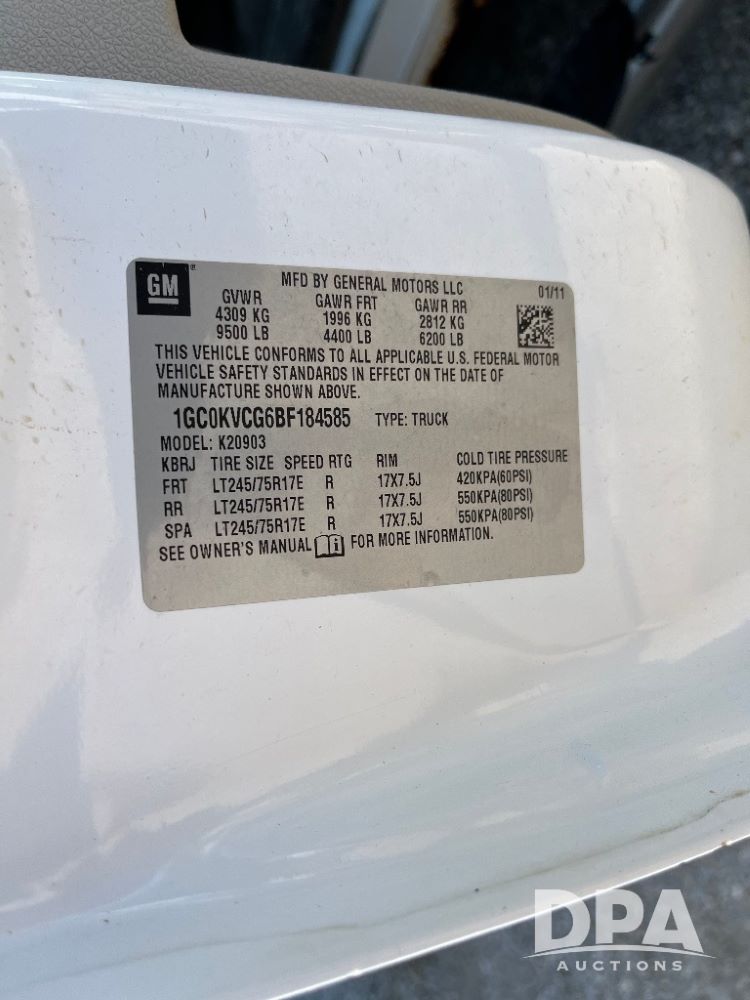 GM
MFD BY GENERAL MOTORS LLC 01/11
GVWR GAWR FRT GAWR RR
4309 KG 1996 KG 2812 KG
9500 LB 4400 LB 6200 LB
THIS VEHICLE CONFORMS TO ALL APPLICABLE U.S. FEDERAL MOTOR
VEHICLE SAFETY STANDARDS IN EFFECT ON THE DATE OF
MANUFACTURE SHOWN ABOVE.
1GC0KVCG6BF184585 TYPE: TRUCK
MODEL: K20903
KBRJ TIRE SIZE SPEED RTG RIM COLD TIRE PRESSURE
FRT LT245/75R17E R 17X7.5J 420KPA(60PSI)
RR LT245/75R17E R 17X7.5J 550KPA(80PSI)
SPA LT245/75R17E R 17X7.5J 550KPA(80PSI)
SEE OWNER'S MANUAL i FOR MORE INFORMATION.
DPA
AUCTIONS